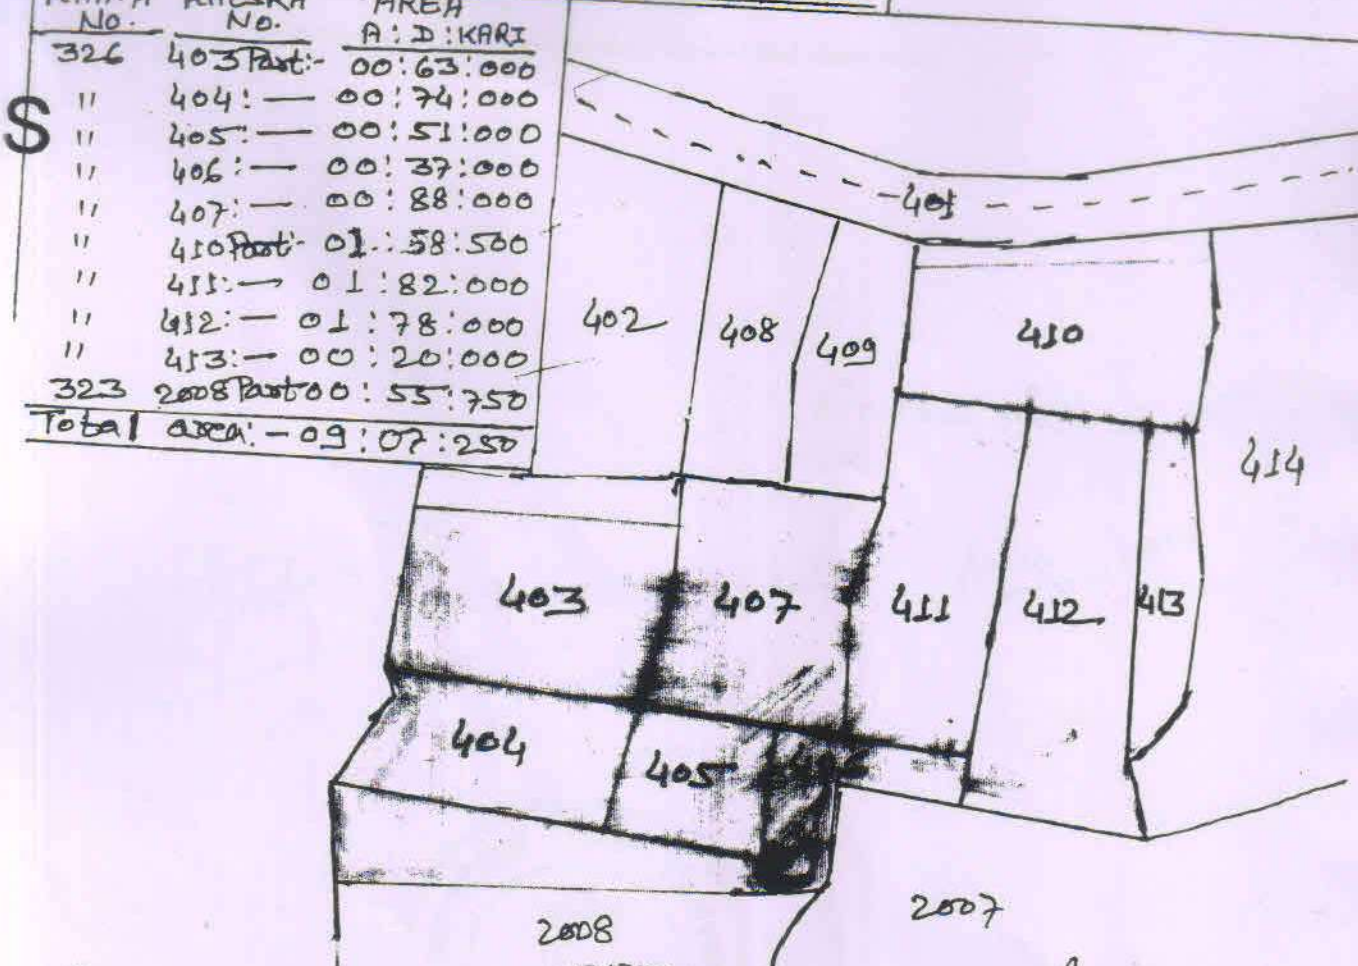 No. No. AREA
A : D : KARI
326 403 Part:- 00:63:000
" 404:— 00:74:000
S
" 405:— 00:51:000
" 406:— 00:37:000
" 407:— 00:88:000
" 410 Part:- 01:58:500
" 411:— 01:82:000
" 412:— 01:78:000
" 413:— 00:20:000
323 2008 Part 00:55:750
Total area:- 09:07:250
401
402
408
409
410
414
403
407
411
412
413
404
405
406
2008
2007